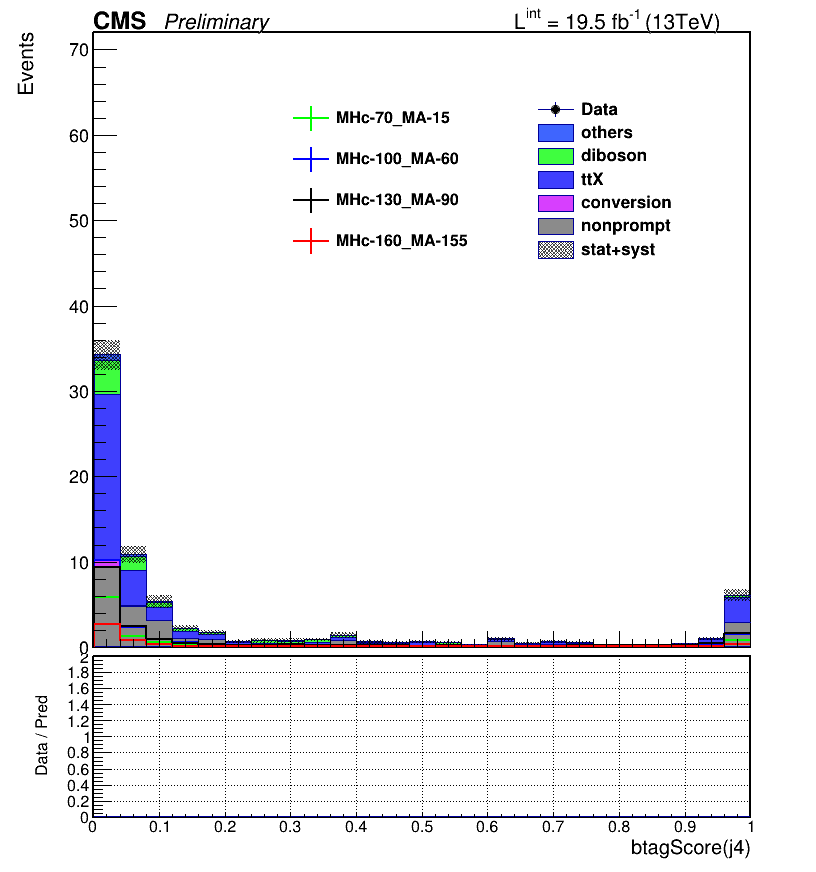 CMS Preliminary L^int = 19.5 fb^-1 (13TeV)
Events
70
60
50
40
30
20
10
0
MHc-70_MA-15
MHc-100_MA-60
MHc-130_MA-90
MHc-160_MA-155
Data
others
diboson
ttX
conversion
nonprompt
stat+syst
Data / Pred
2
1.8
1.6
1.4
1.2
1
0.8
0.6
0.4
0.2
0
0 0.1 0.2 0.3 0.4 0.5 0.6 0.7 0.8 0.9 1
btagScore(j4)